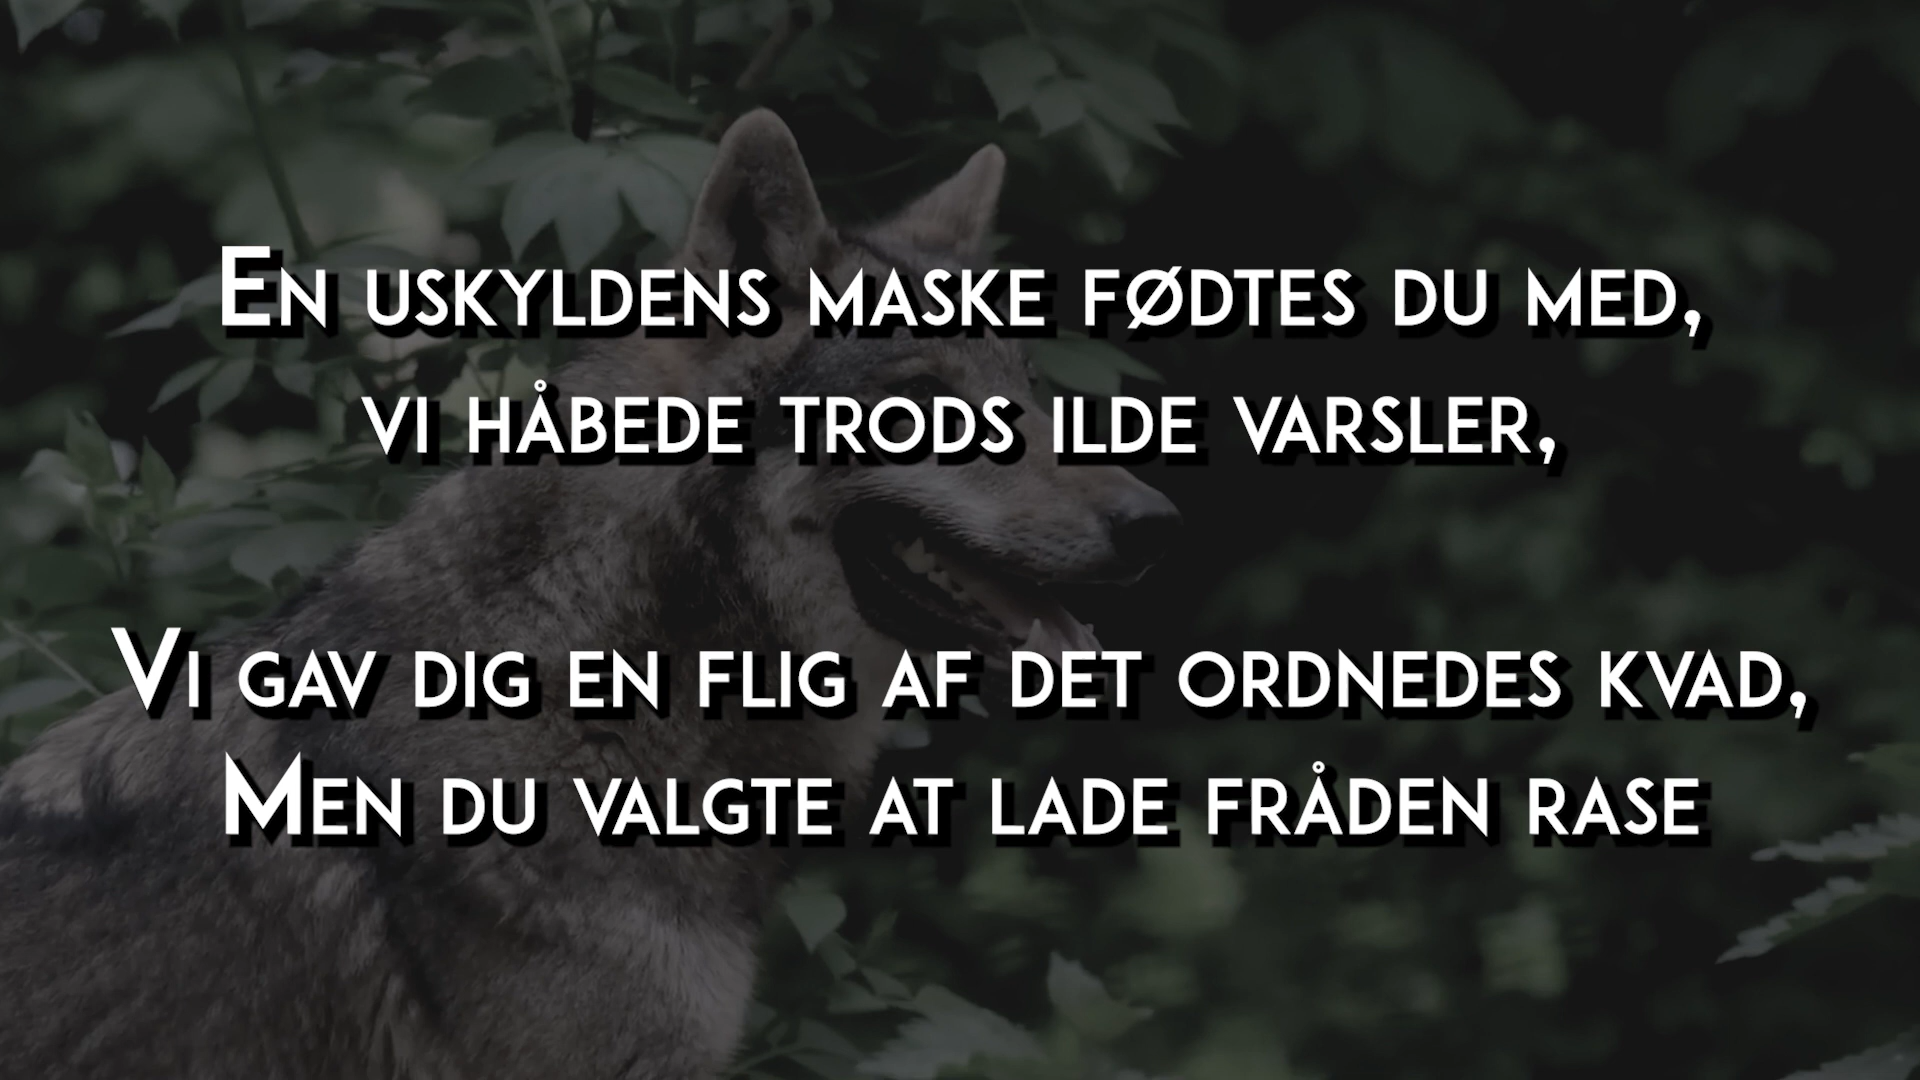 En uskyldens maske fødtes du med,
vi håbede trods ilde varsler,
Vi gav dig en flig af det ordnedes kvad,
Men du valgte at lade fråden rase